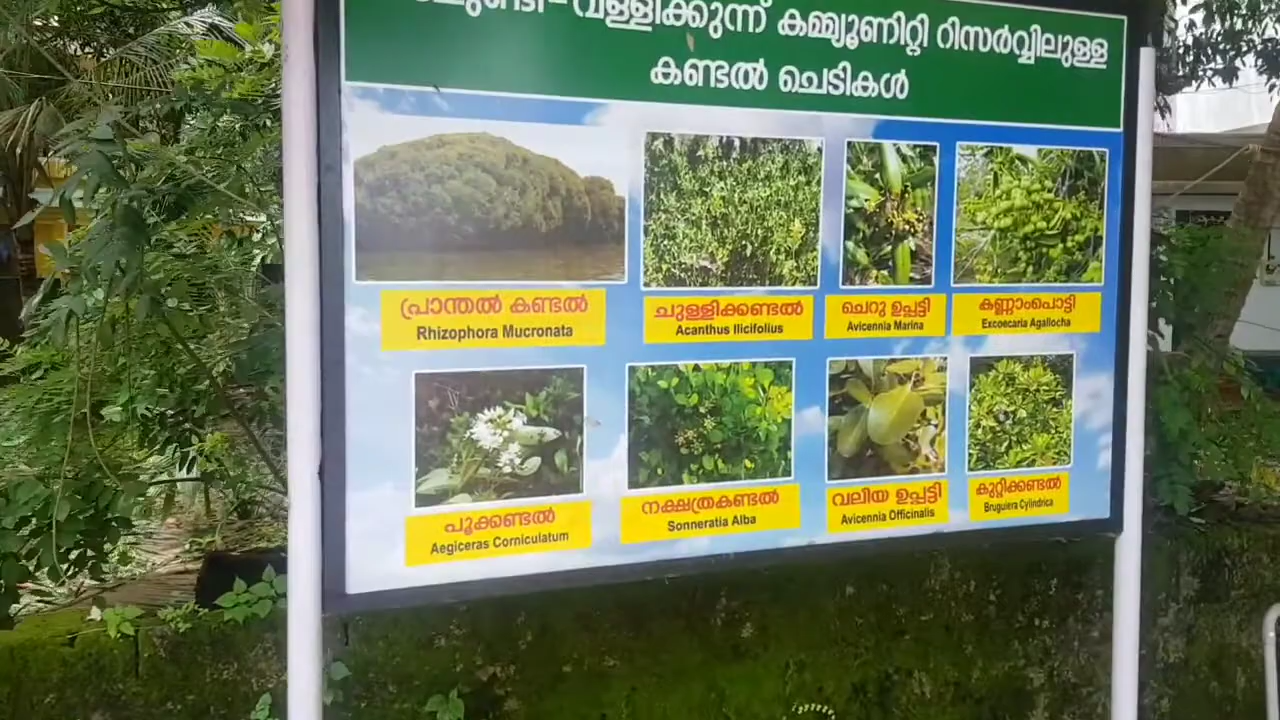 വള്ളിക്കുന്ന് കമ്മ്യൂണിറ്റി റിസർവ്വിലുള്ള
കണ്ടൽ ചെടികൾ
പ്രാന്തൽ കണ്ടൽ
Rhizophora Mucronata
ചുള്ളിക്കണ്ടൽ
Acanthus Ilicifolius
ചെറു ഉപ്പട്ടി
Avicennia Marina
കണ്ണാംപൊട്ടി
Excoecaria Agallocha
പൂക്കണ്ടൽ
Aegiceras Corniculatum
നക്ഷത്രകണ്ടൽ
Sonneratia Alba
വലിയ ഉപ്പട്ടി
Avicennia Officinalis
കുറ്റിക്കണ്ടൽ
Bruguiera Cylindrica